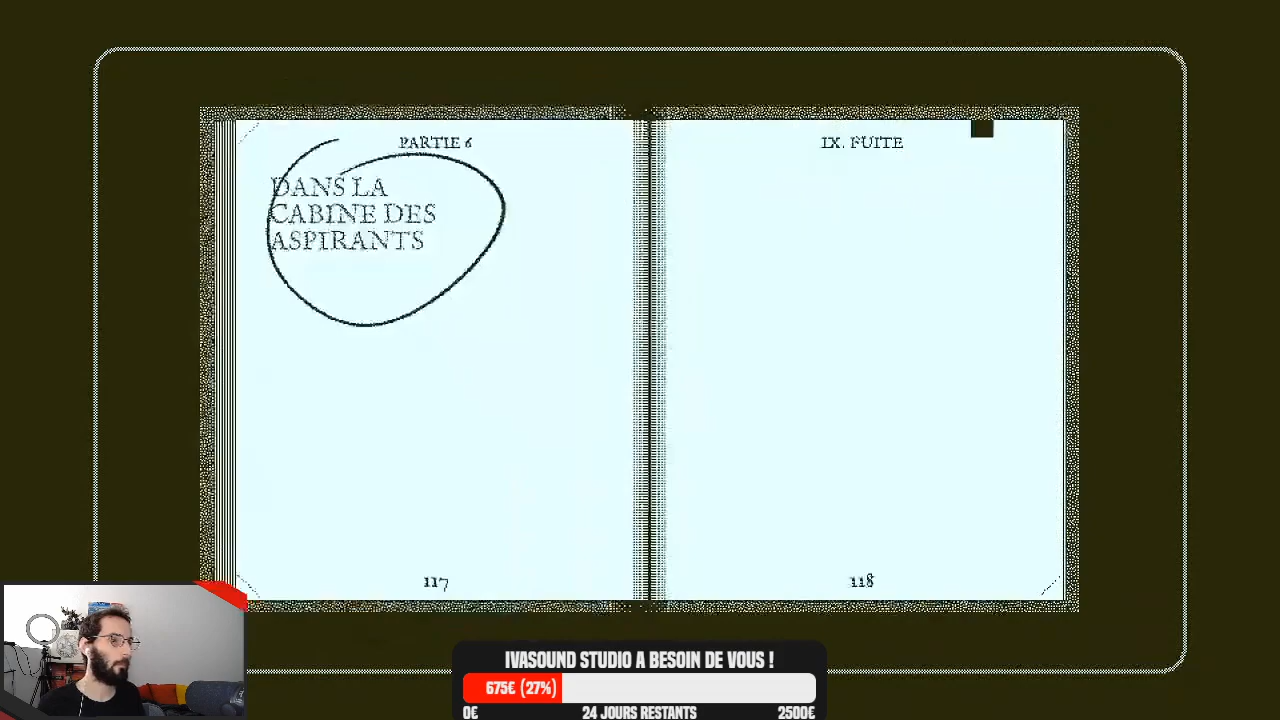 PARTIE 6
DANS LA
CABINE DES
ASPIRANTS
117
IX. FUITE
118
IVASOUND STUDIO A BESOIN DE VOUS !
675€ (27%)
0€ 24 JOURS RESTANTS 2500€